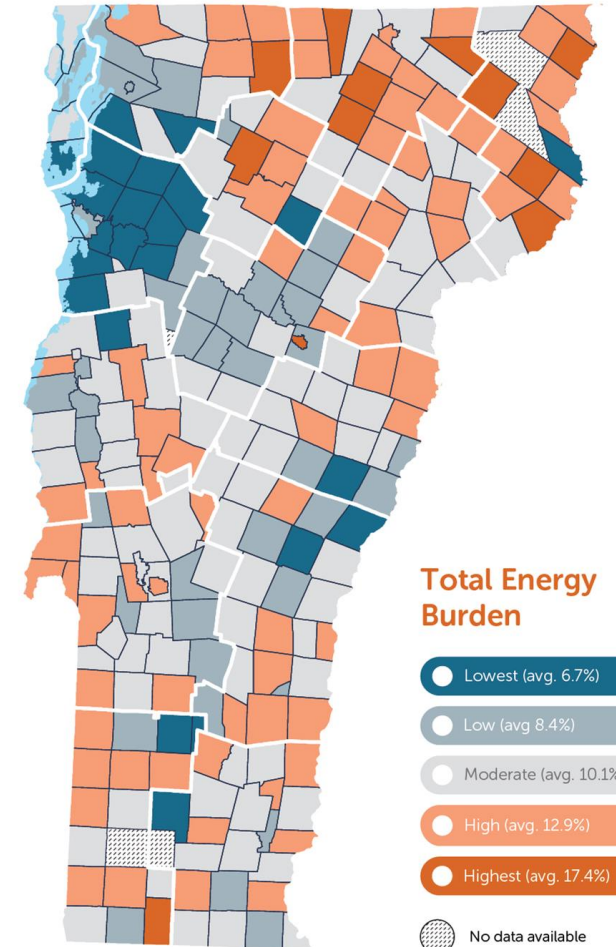 Total Energy
Burden
Lowest (avg. 6.7%)
Low (avg 8.4%)
Moderate (avg. 10.1%
High (avg. 12.9%)
Highest (avg. 17.4%)
No data available